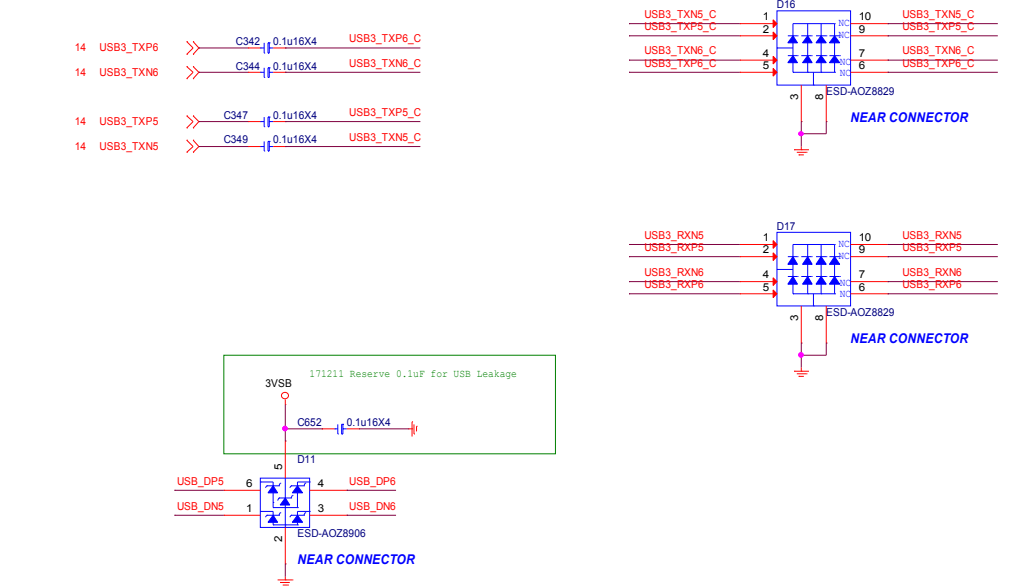 14 USB3_TXP6 C342 0.1u16X4 USB3_TXP6_C
14 USB3_TXN6 C344 0.1u16X4 USB3_TXN6_C
14 USB3_TXP5 C347 0.1u16X4 USB3_TXP5_C
14 USB3_TXN5 C349 0.1u16X4 USB3_TXN5_C
D16
USB3_TXN5_C 1 NC 10 USB3_TXN5_C
USB3_TXP5_C 2 NC 9 USB3_TXP5_C
USB3_TXN6_C 4 NC 7 USB3_TXN6_C
USB3_TXP6_C 5 NC 6 USB3_TXP6_C
3 8 ESD-AOZ8829
NEAR CONNECTOR
D17
USB3_RXN5 1 NC 10 USB3_RXN5
USB3_RXP5 2 NC 9 USB3_RXP5
USB3_RXN6 4 NC 7 USB3_RXN6
USB3_RXP6 5 NC 6 USB3_RXP6
3 8 ESD-AOZ8829
NEAR CONNECTOR
171211 Reserve 0.1uF for USB Leakage
3VSB
C652 0.1u16X4
5 D11
USB_DP5 6 4 USB_DP6
USB_DN5 1 3 USB_DN6
2 ESD-AOZ8906
NEAR CONNECTOR